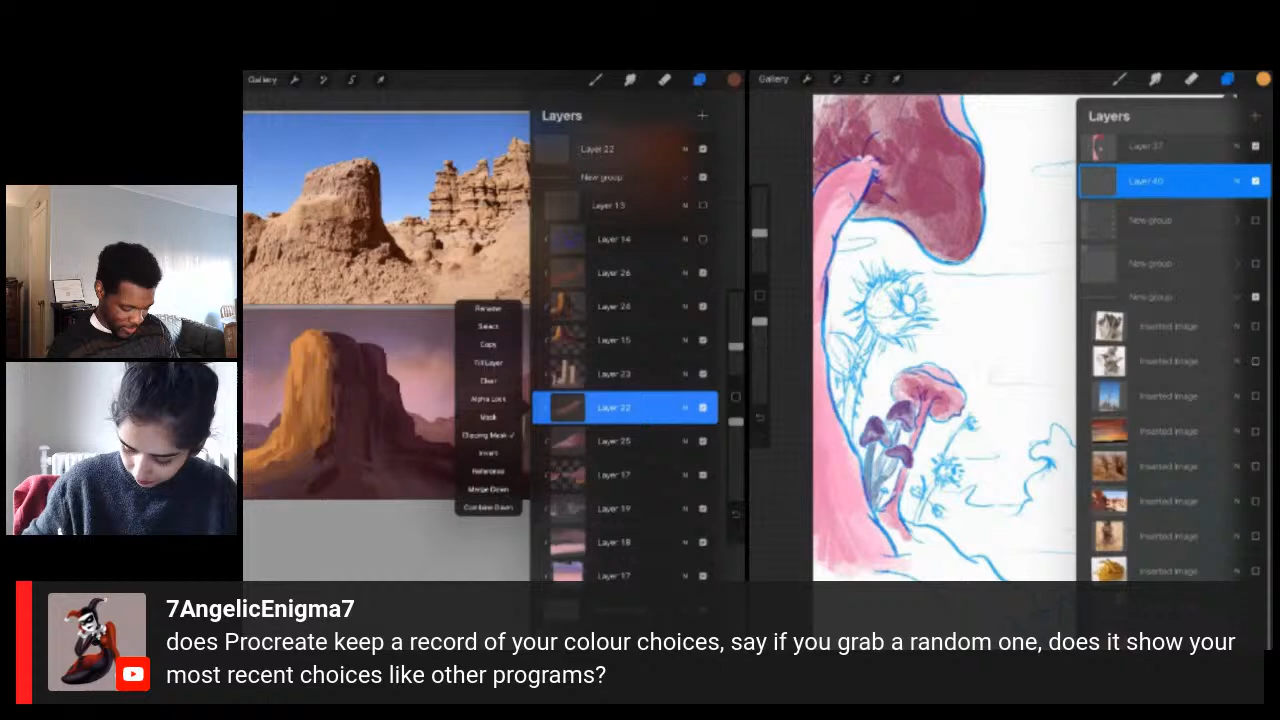 Gallery
Layers
Layer 22
N
New group
Layer 13
Layer 14
N
Layer 26
N
Layer 24
N
Layer 15
N
Layer 23
N
Layer 22
N
Layer 25
N
Layer 17
N
Layer 19
N
Layer 18
N
Layer 17
N
Rename
Select
Copy
Fill Layer
Clear
Alpha Lock
Mask
Clipping Mask ✓
Invert
Reference
Merge Down
Combine Down
Gallery
Layers
Layer 37
N
Layer 40
N
New group
New group
New group
Inserted Image
N
Inserted Image
N
Inserted Image
N
Inserted Image
N
Inserted Image
N
Inserted Image
N
Inserted Image
N
Inserted Image
N
7AngelicEnigma7
does Procreate keep a record of your colour choices, say if you grab a random one, does it show your
most recent choices like other programs?